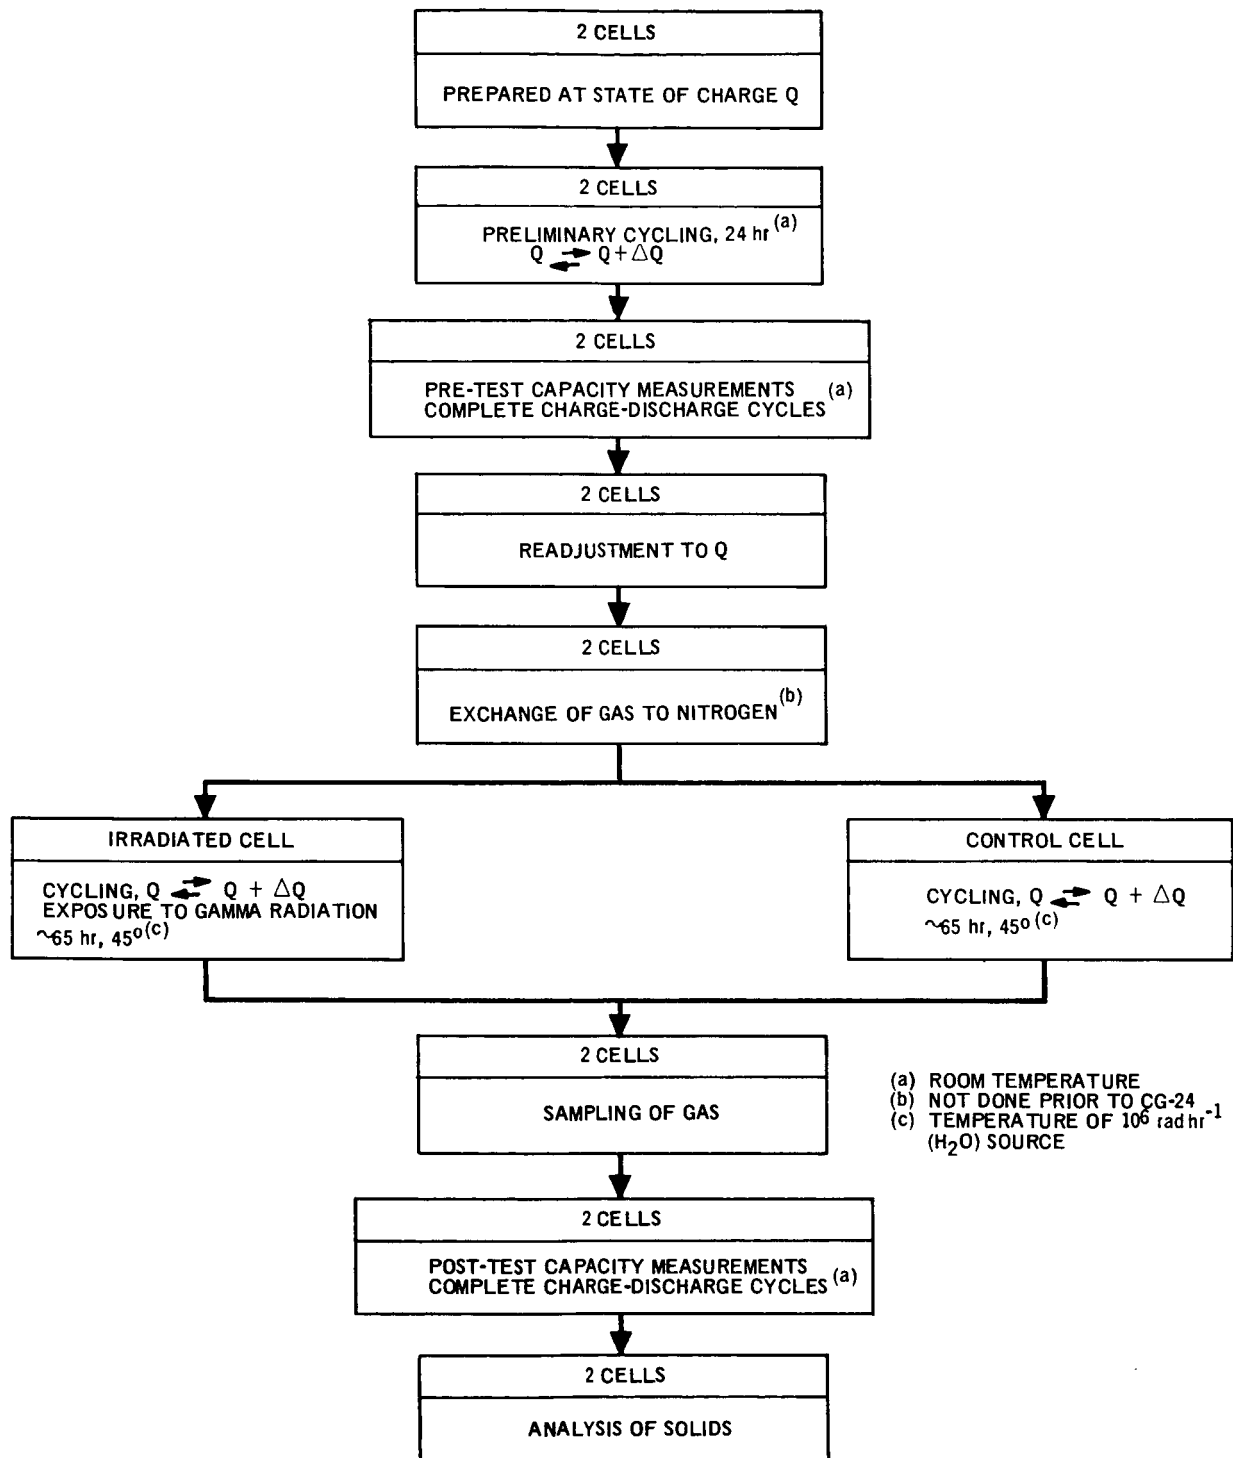 2 CELLS
PREPARED AT STATE OF CHARGE Q
2 CELLS
PRELIMINARY CYCLING, 24 hr (a)
Q ⇄ Q + ΔQ
2 CELLS
PRE-TEST CAPACITY MEASUREMENTS
COMPLETE CHARGE-DISCHARGE CYCLES (a)
2 CELLS
READJUSTMENT TO Q
2 CELLS
EXCHANGE OF GAS TO NITROGEN (b)
IRRADIATED CELL
CYCLING, Q ⇄ Q + ΔQ
EXPOSURE TO GAMMA RADIATION
~65 hr, 45º (c)
CONTROL CELL
CYCLING, Q ⇄ Q + ΔQ
~65 hr, 45º (c)
2 CELLS
SAMPLING OF GAS
(a) ROOM TEMPERATURE
(b) NOT DONE PRIOR TO CG-24
(c) TEMPERATURE OF 10⁶ rad hr⁻¹
(H₂O) SOURCE
2 CELLS
POST-TEST CAPACITY MEASUREMENTS
COMPLETE CHARGE-DISCHARGE CYCLES (a)
2 CELLS
ANALYSIS OF SOLIDS